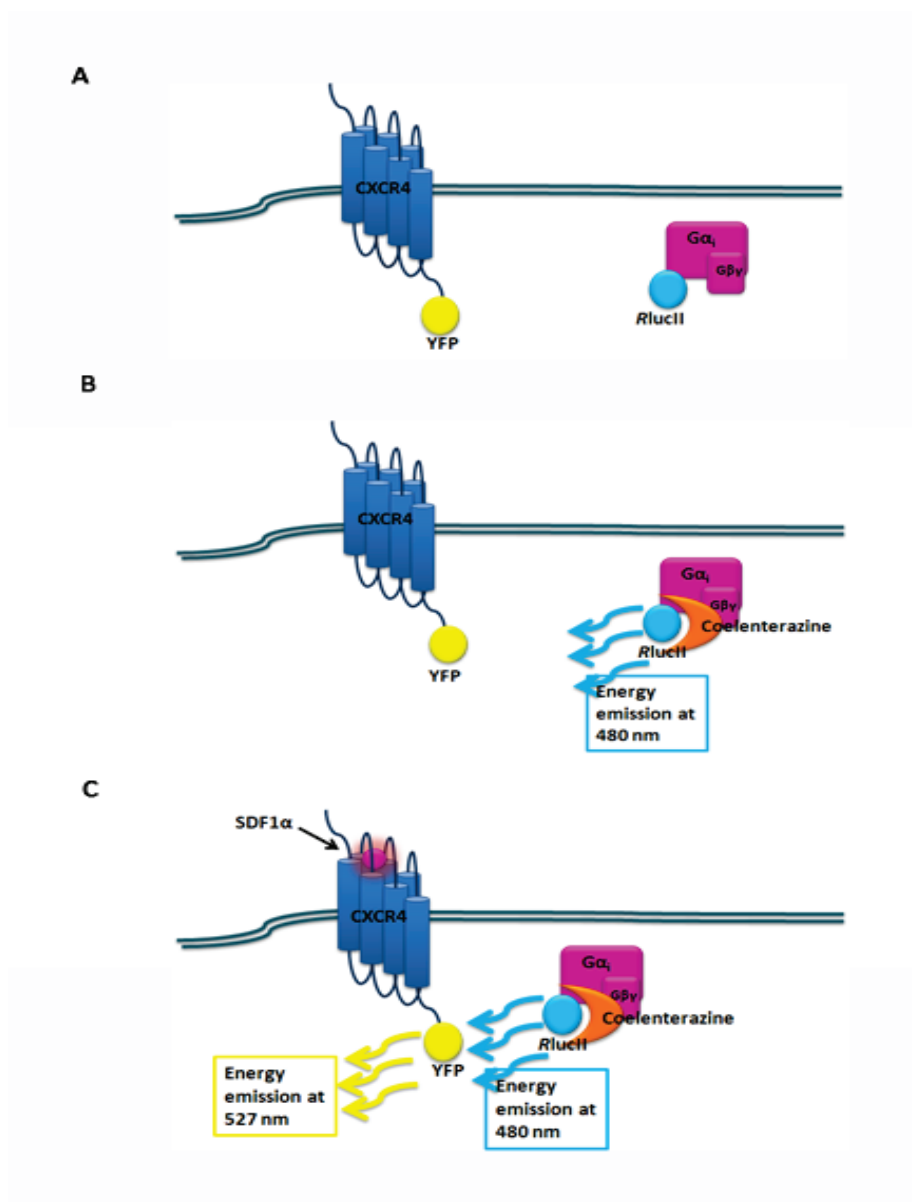 A
CXCR4
Gαi
Gβγ
RlucII
YFP
B
CXCR4
Gαi
Gβγ
Coelenterazine
RlucII
YFP
Energy
emission at
480 nm
C
SDF1α
CXCR4
Gαi
Gβγ
Coelenterazine
RlucII
YFP
Energy
emission at
527 nm
Energy
emission at
480 nm